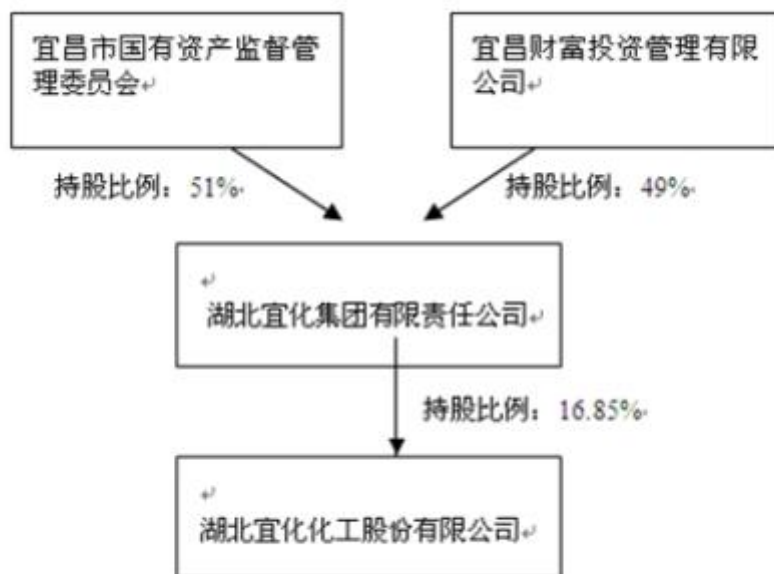 宜昌市国有资产监督管
理委员会
宜昌财富投资管理有限
公司
持股比例：51%
持股比例：49%
湖北宜化集团有限责任公司
持股比例：16.85%
湖北宜化化工股份有限公司